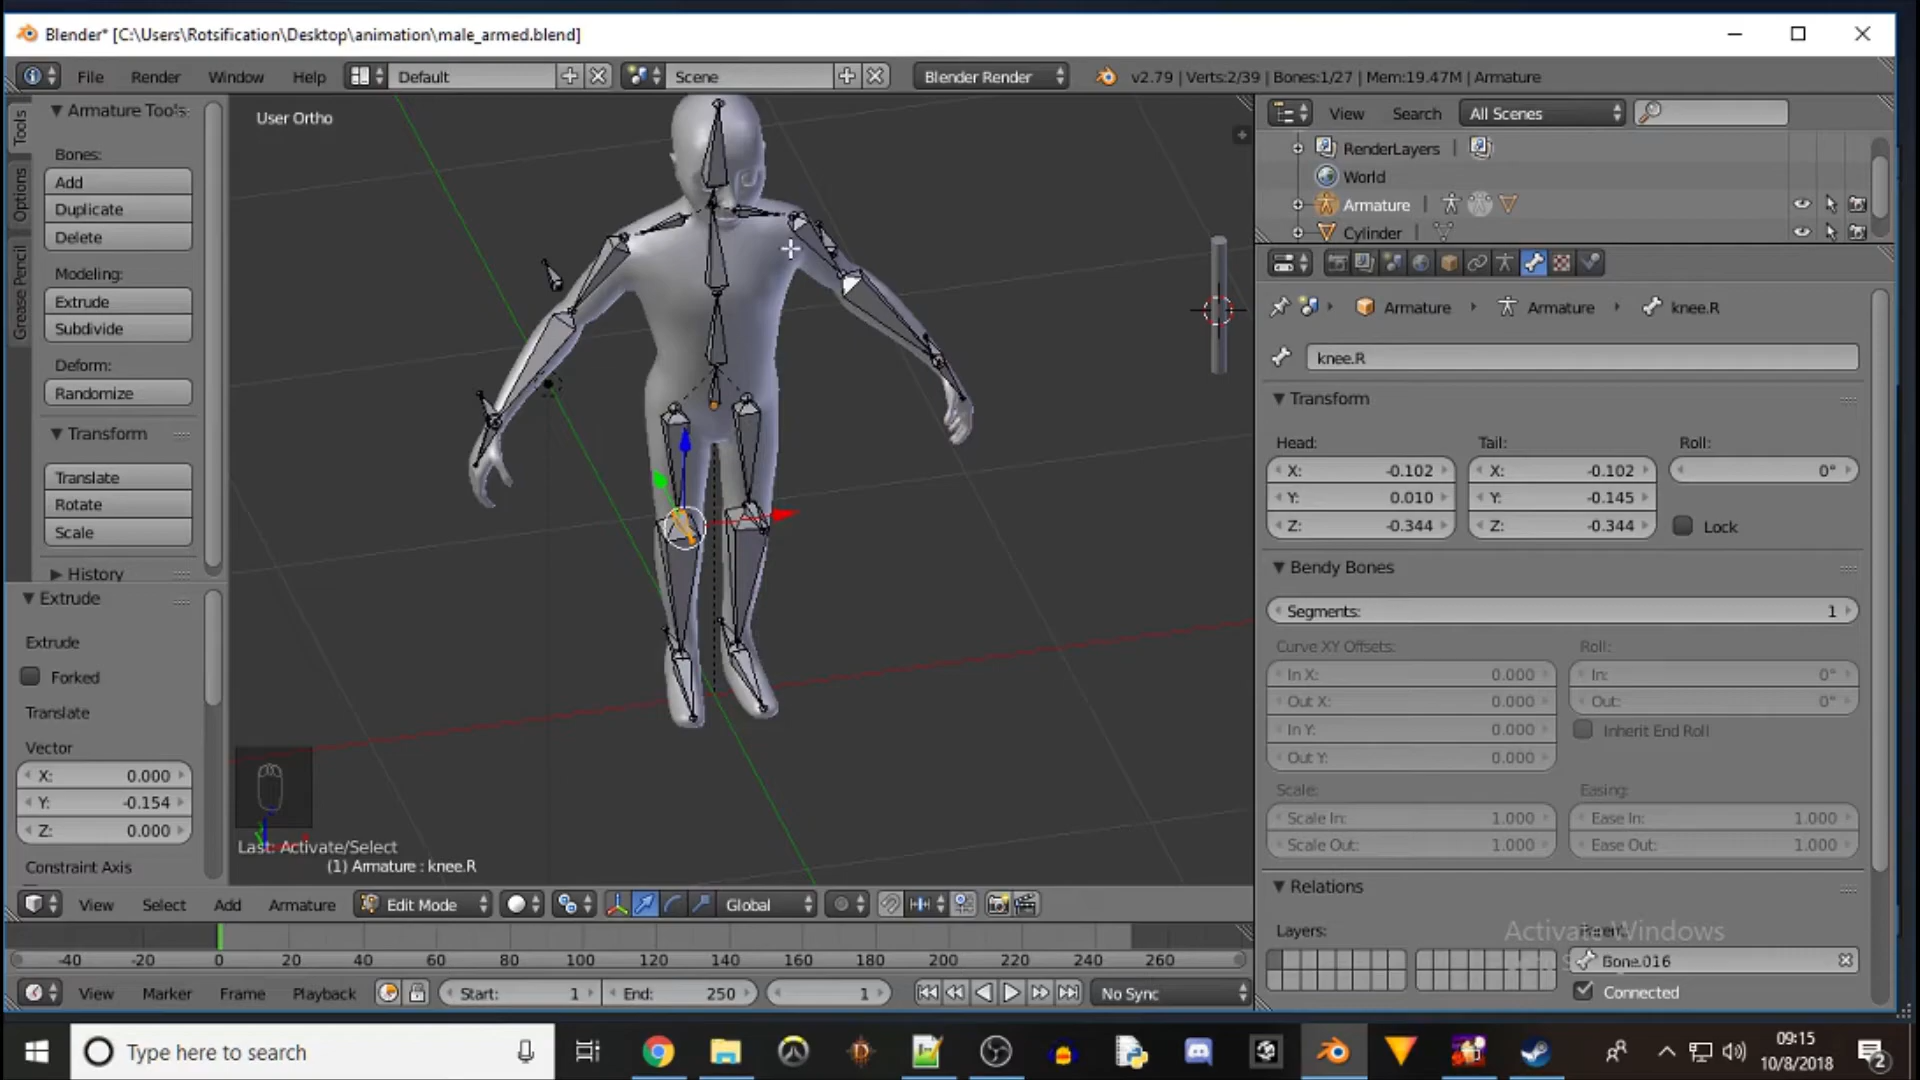 Blender* [C:\Users\Rotsification\Desktop\animation\male_armed.blend]
File Render Window Help Default Scene Blender Render v2.79 | Verts:2/39 | Bones:1/27 | Mem:19.47M | Armature
Tools
Options
Grease Pencil
Armature Tools
Bones:
Add
Duplicate
Delete
Modeling:
Extrude
Subdivide
Deform:
Randomize
Transform
Translate
Rotate
Scale
History
Extrude
Extrude
Forked
Translate
Vector
X: 0.000
Y: -0.154
Z: 0.000
Constraint Axis
User Ortho
Last: Activate/Select
(1) Armature : knee.R
View Select Add Armature Edit Mode Global
-40 -20 0 20 40 60 80 100 120 140 160 180 200 220 240 260
View Marker Frame Playback Start: 1 End: 250 1 No Sync
View Search All Scenes
RenderLayers
World
Armature
Cylinder
Armature Armature knee.R
knee.R
Transform
Head: Tail: Roll:
X: -0.102 X: -0.102 0°
Y: 0.010 Y: -0.145
Z: -0.344 Z: -0.344 Lock
Bendy Bones
Segments: 1
Curve XY Offsets: Roll:
In X: 0.000 In: 0°
Out X: 0.000 Out: 0°
In Y: 0.000 Inherit End Roll
Out Y: 0.000
Scale: Easing:
Scale In: 1.000 Ease In: 1.000
Scale Out: 1.000 Ease Out: 1.000
Relations
Activate Windows
Layers:
Bone.016
Connected
Type here to search
09:15
10/8/2018
2